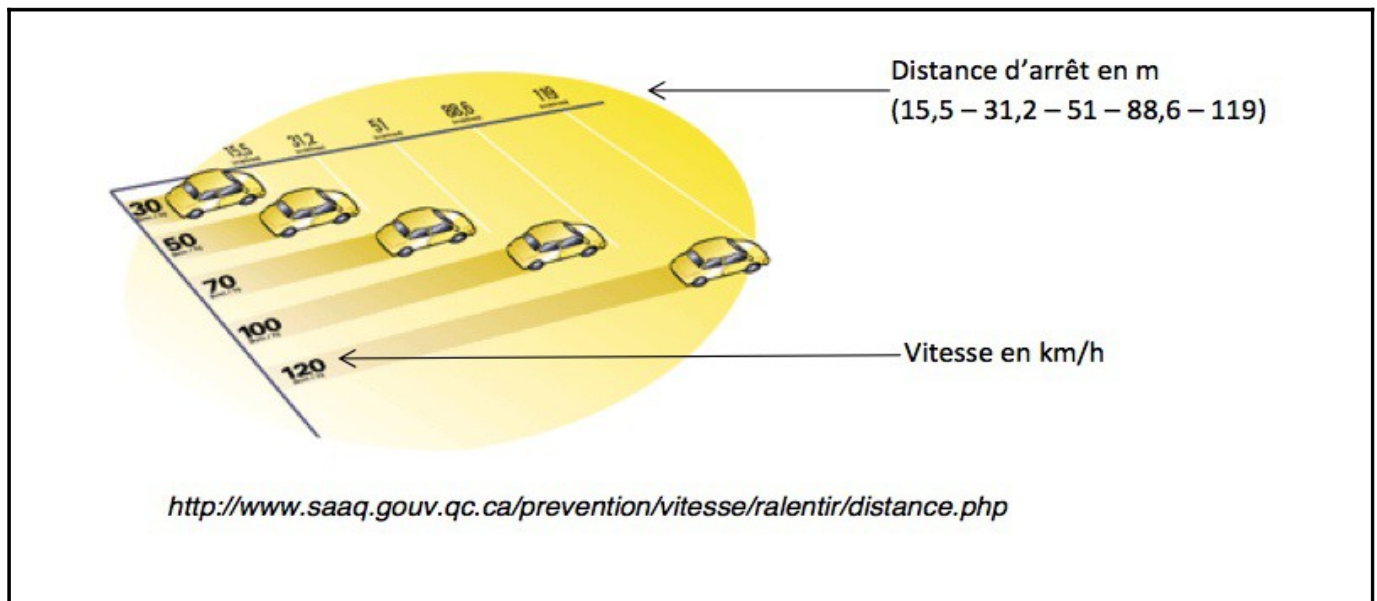 Distance d'arrêt en m
(15,5 – 31,2 – 51 – 88,6 – 119)
15,5
31,2
51
88,6
119
30
50
70
100
120
Vitesse en km/h
http://www.saaq.gouv.qc.ca/prevention/vitesse/ralentir/distance.php